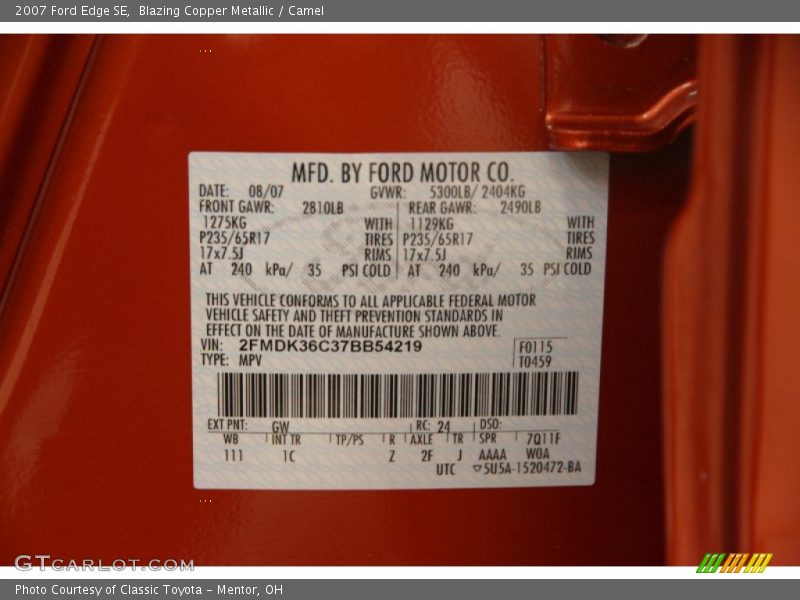 2007 Ford Edge SE, Blazing Copper Metallic / Camel
MFD. BY FORD MOTOR CO.
DATE: 08/07 GVWR: 5300LB/ 2404KG
FRONT GAWR: 2810LB REAR GAWR: 2490LB
1275KG WITH 1129KG WITH
P235/65R17 TIRES P235/65R17 TIRES
17x7.5J RIMS 17x7.5J RIMS
AT 240 kPa/ 35 PSI COLD AT 240 kPa/ 35 PSI COLD
THIS VEHICLE CONFORMS TO ALL APPLICABLE FEDERAL MOTOR
VEHICLE SAFETY AND THEFT PREVENTION STANDARDS IN
EFFECT ON THE DATE OF MANUFACTURE SHOWN ABOVE.
VIN: 2FMDK36C37BB54219 F0115
TYPE: MPV T0459
EXT PNT: GW RC: 24 DSO:
WB INT TR TP/PS R AXLE TR SPR 7Q11F
111 1C Z 2F J AAAA W0A
UTC ▽5U5A-1520472-BA
GTCARLOT.COM
Photo Courtesy of Classic Toyota - Mentor, OH